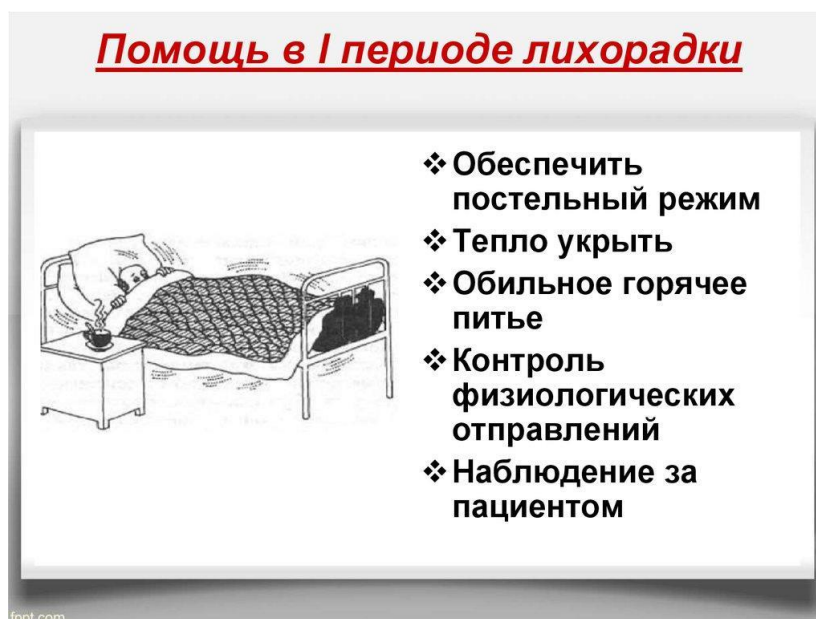 Помощь в I периоде лихорадки
❖ Обеспечить
постельный режим
❖ Тепло укрыть
❖ Обильное горячее
питье
❖ Контроль
физиологических
отправлений
❖ Наблюдение за
пациентом
fppt.com